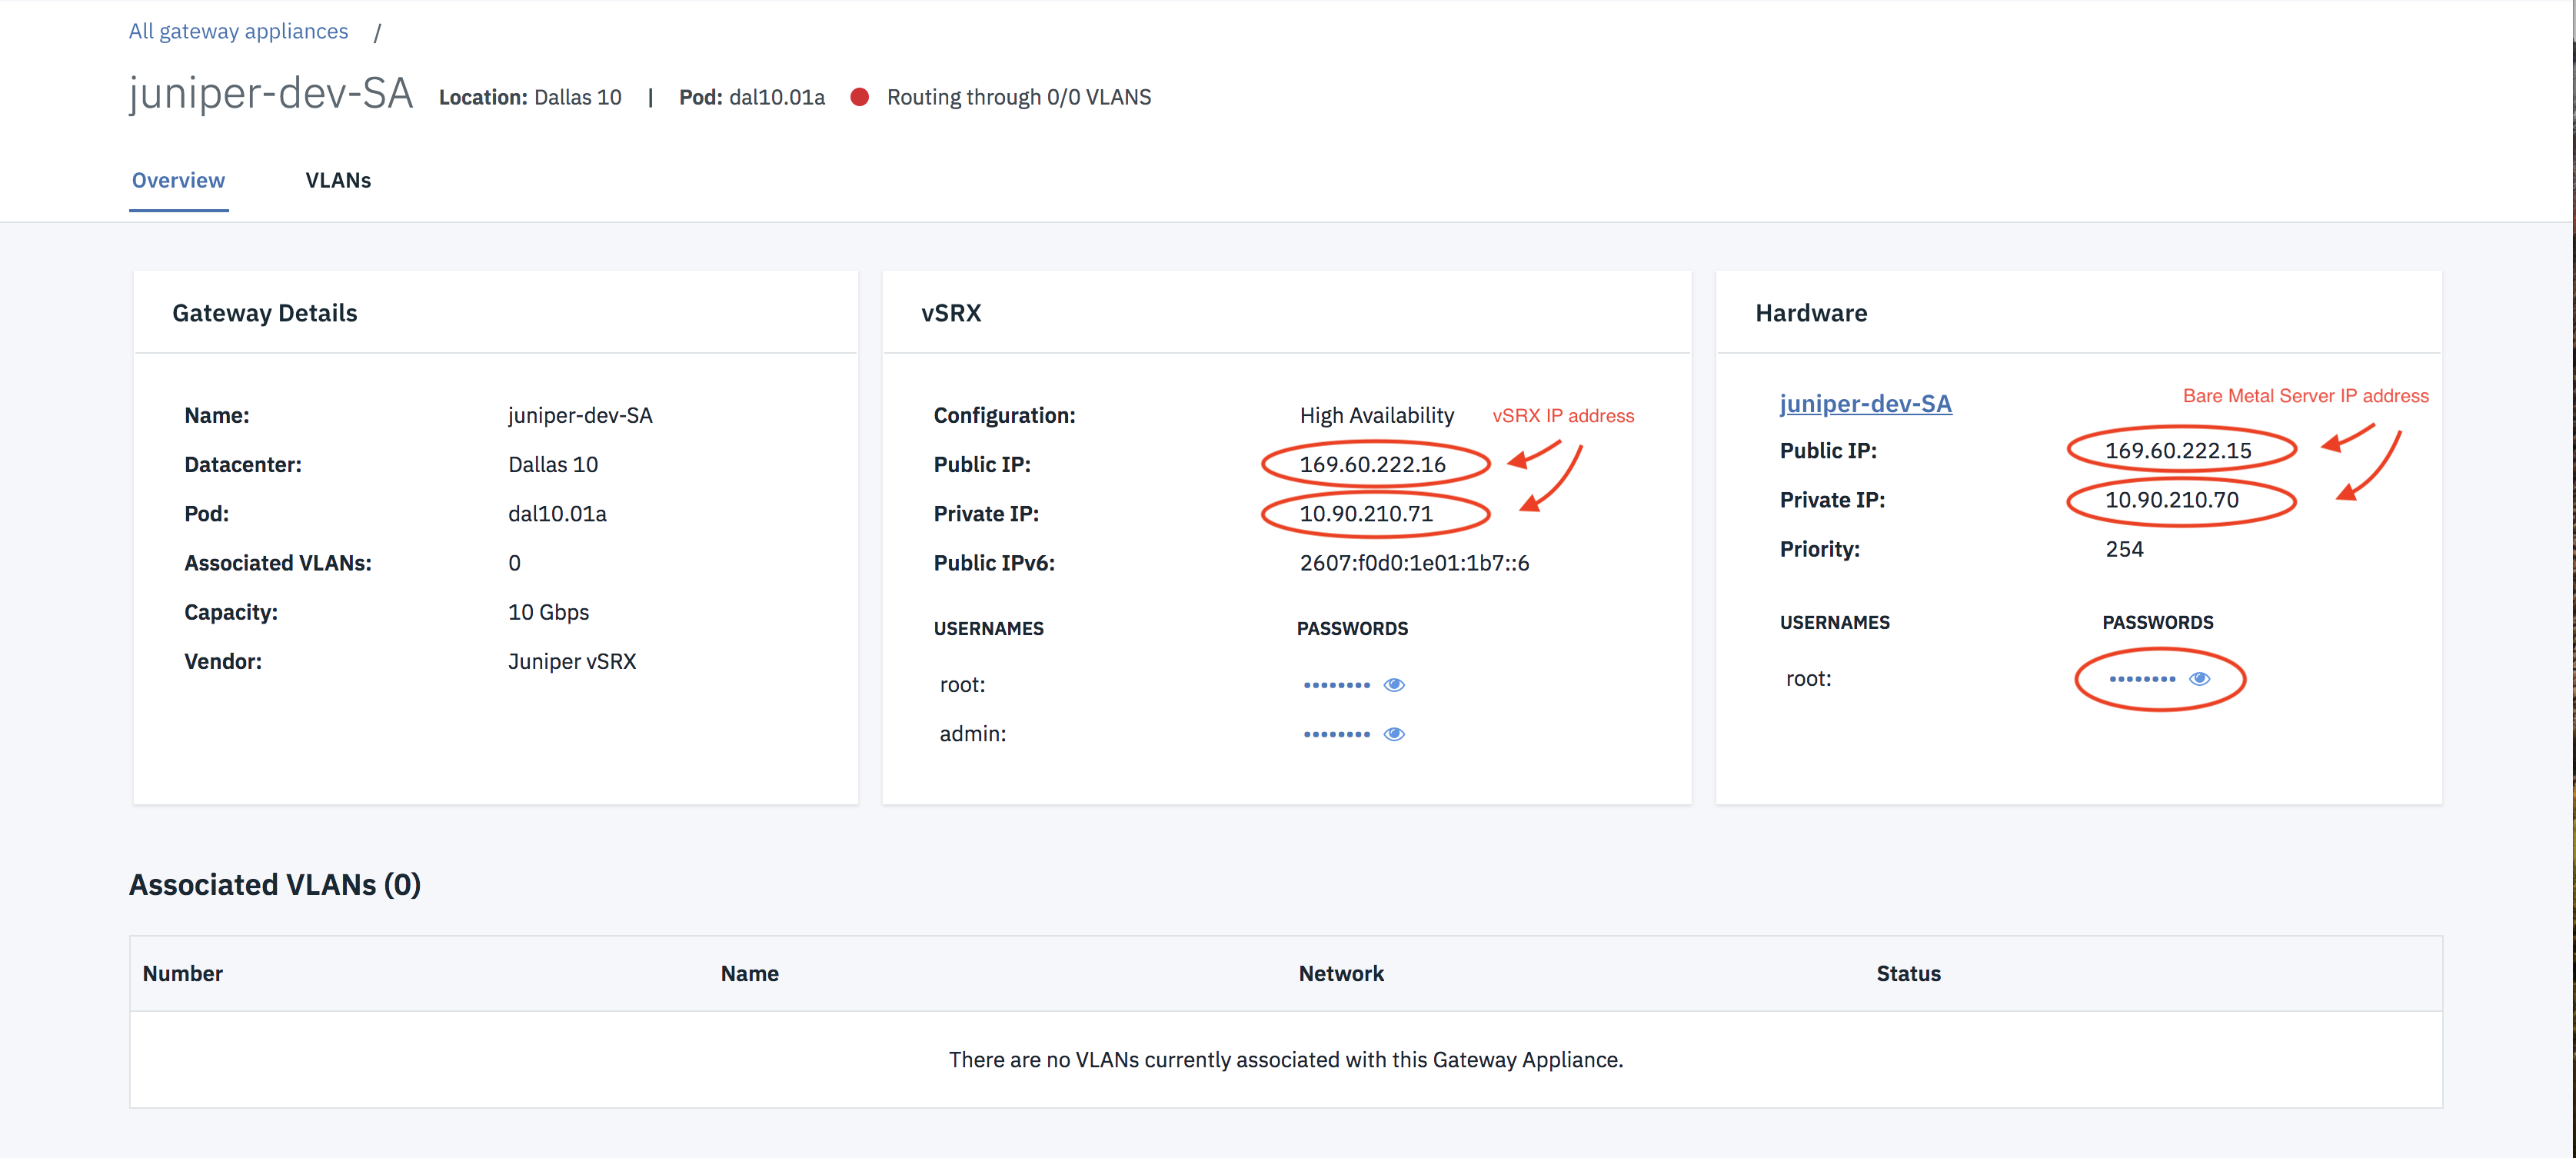 All gateway appliances /
juniper-dev-SA Location: Dallas 10 | Pod: dal10.01a Routing through 0/0 VLANS
Overview VLANs
Gateway Details
Name: juniper-dev-SA
Datacenter: Dallas 10
Pod: dal10.01a
Associated VLANs: 0
Capacity: 10 Gbps
Vendor: Juniper vSRX
vSRX
Configuration: High Availability vSRX IP address
Public IP: 169.60.222.16
Private IP: 10.90.210.71
Public IPv6: 2607:f0d0:1e01:1b7::6
USERNAMES PASSWORDS
root: ••••••••
admin: ••••••••
Hardware
juniper-dev-SA Bare Metal Server IP address
Public IP: 169.60.222.15
Private IP: 10.90.210.70
Priority: 254
USERNAMES PASSWORDS
root: ••••••••
Associated VLANs (0)
Number Name Network Status
There are no VLANs currently associated with this Gateway Appliance.